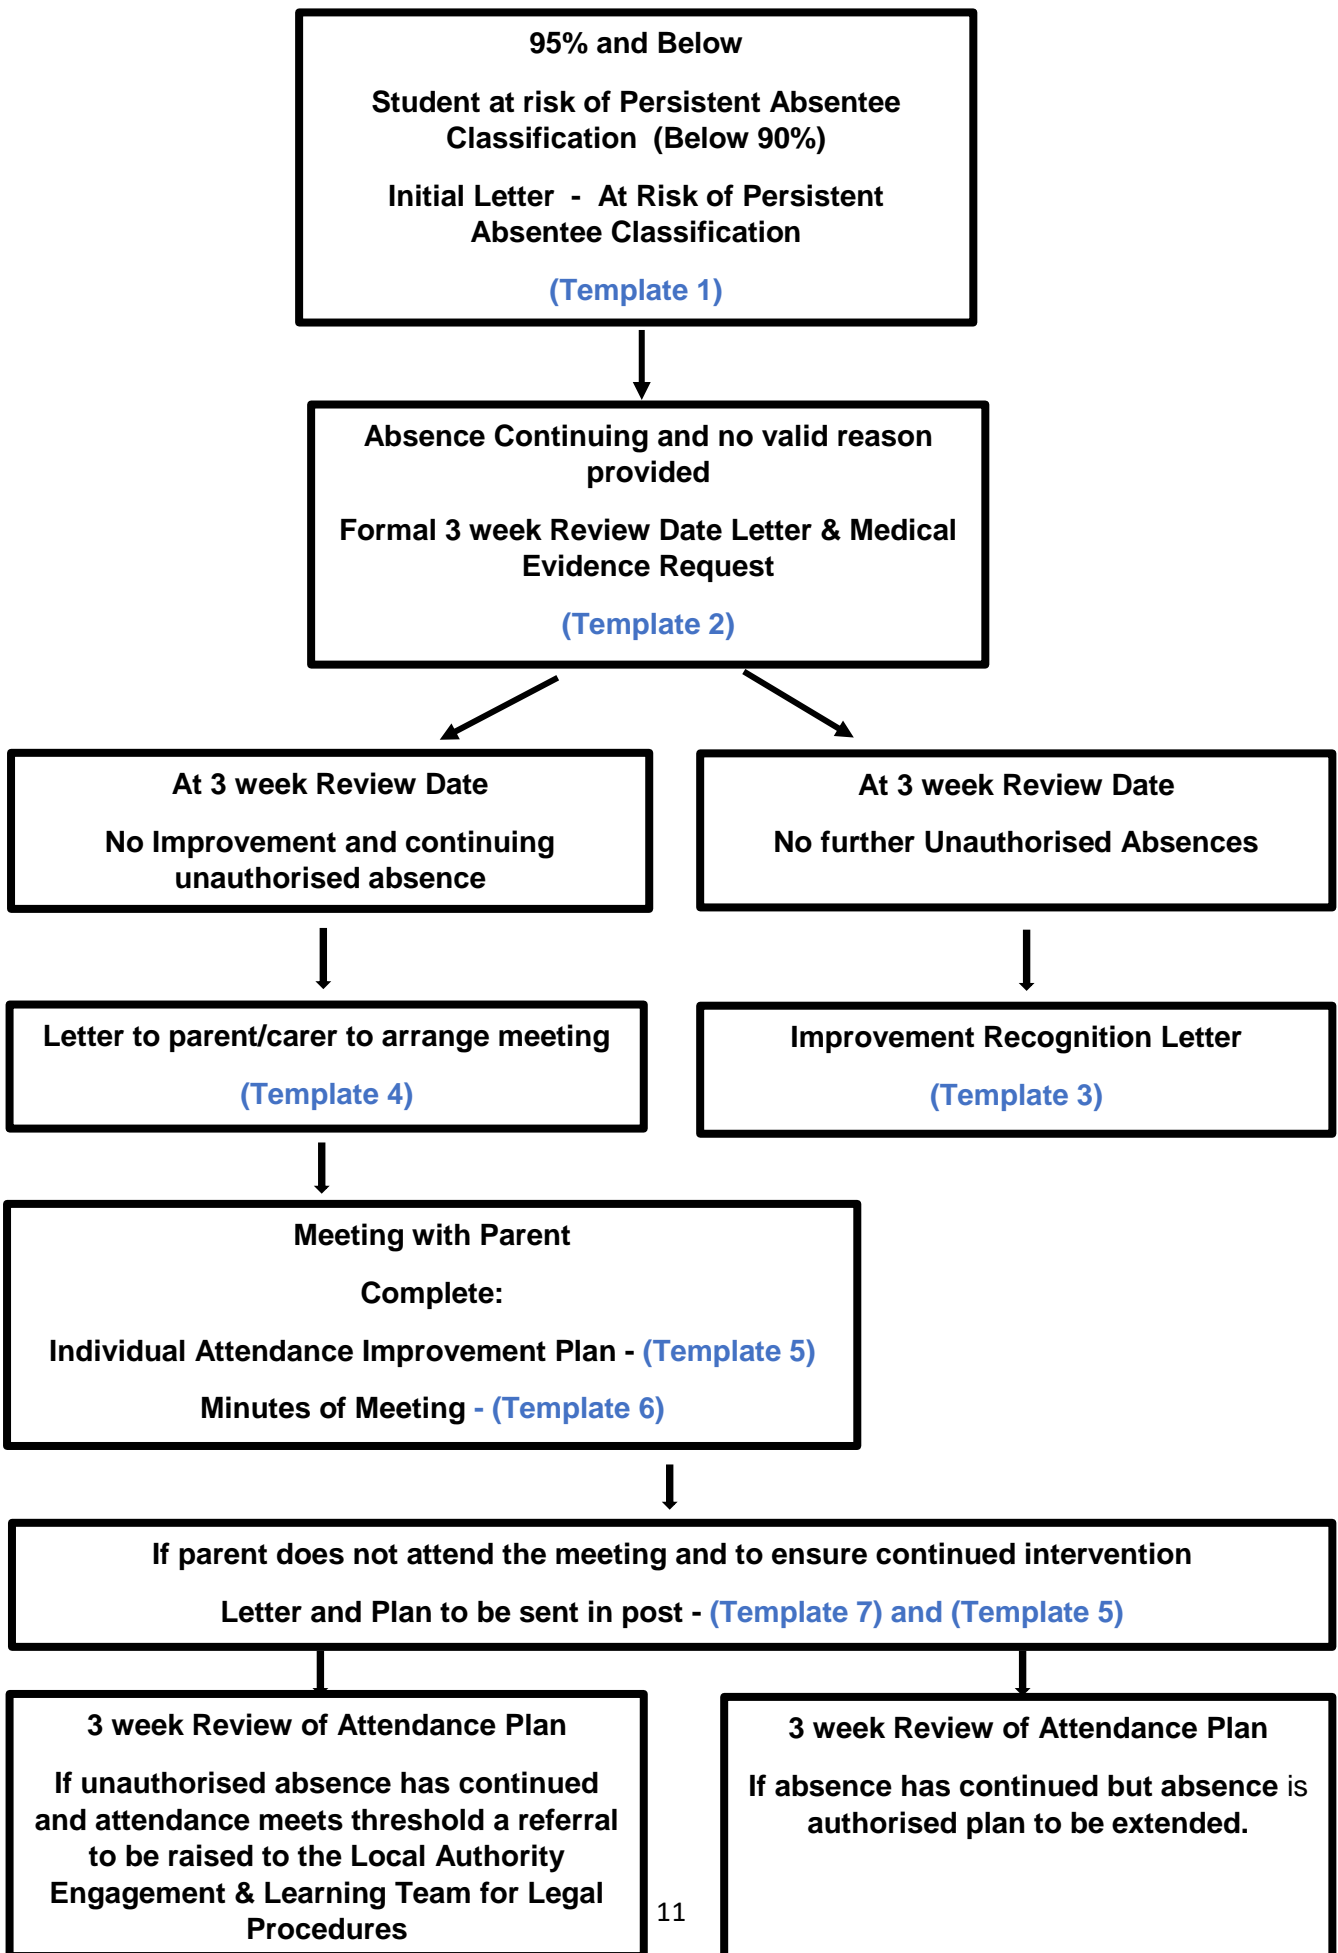 95% and Below
Student at risk of Persistent Absentee
Classification (Below 90%)
Initial Letter - At Risk of Persistent
Absentee Classification
(Template 1)
Absence Continuing and no valid reason
provided
Formal 3 week Review Date Letter & Medical
Evidence Request
(Template 2)
At 3 week Review Date
No Improvement and continuing
unauthorised absence
At 3 week Review Date
No further Unauthorised Absences
Letter to parent/carer to arrange meeting
(Template 4)
Improvement Recognition Letter
(Template 3)
Meeting with Parent
Complete:
Individual Attendance Improvement Plan - (Template 5)
Minutes of Meeting - (Template 6)
If parent does not attend the meeting and to ensure continued intervention
Letter and Plan to be sent in post - (Template 7) and (Template 5)
3 week Review of Attendance Plan
If unauthorised absence has continued
and attendance meets threshold a referral
to be raised to the Local Authority
Engagement & Learning Team for Legal
Procedures
3 week Review of Attendance Plan
If absence has continued but absence is
authorised plan to be extended.
11